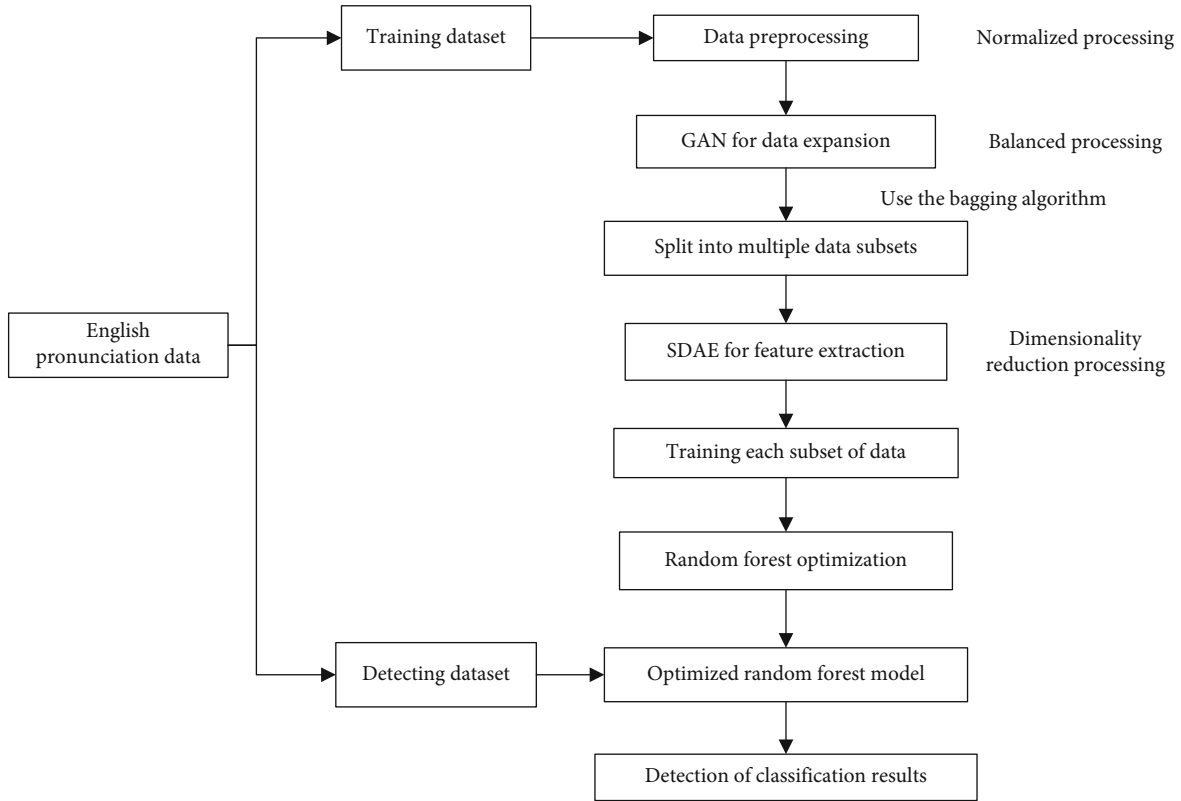 Training dataset
Data preprocessing
Normalized processing
GAN for data expansion
Balanced processing
Use the bagging algorithm
Split into multiple data subsets
English
pronunciation data
SDAE for feature extraction
Dimensionality
reduction processing
Training each subset of data
Random forest optimization
Detecting dataset
Optimized random forest model
Detection of classification results